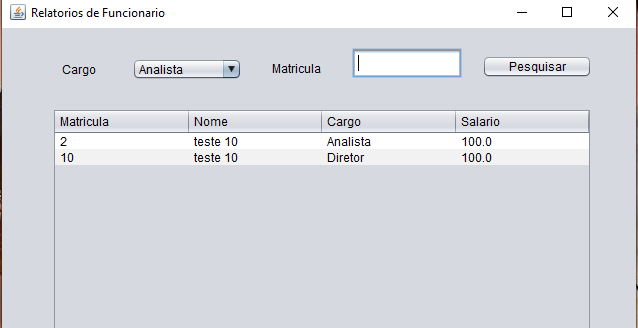 Relatorios de Funcionario
Cargo Analista Matricula Pesquisar
Matricula Nome Cargo Salario
2 teste 10 Analista 100.0
10 teste 10 Diretor 100.0